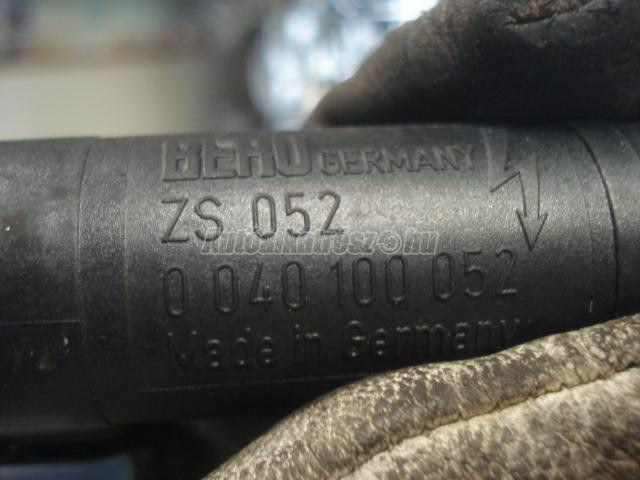 BERU GERMANY
ZS 052
0 040 100 052
Made in Germany